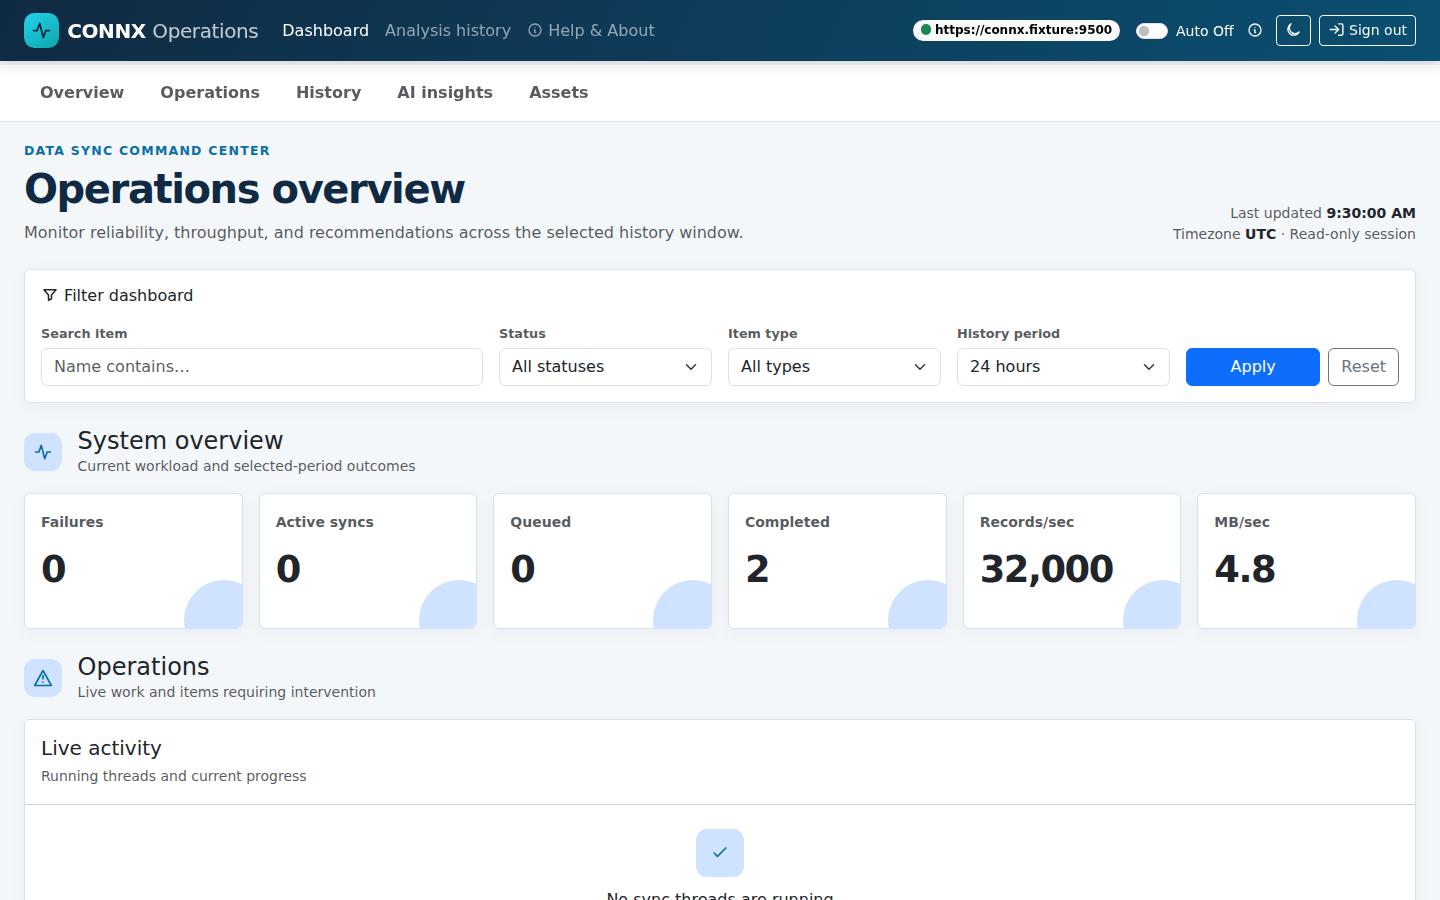 CONNX Operations
Dashboard
Analysis history
Help & About
https://connx.fixture:9500
Auto Off
Sign out
Overview
Operations
History
AI insights
Assets
DATA SYNC COMMAND CENTER
Operations overview
Monitor reliability, throughput, and recommendations across the selected history window.
Last updated 9:30:00 AM
Timezone UTC · Read-only session
Filter dashboard
Search item
Status
Item type
History period
Name contains...
All statuses
All types
24 hours
Apply
Reset
System overview
Current workload and selected-period outcomes
Failures
0
Active syncs
0
Queued
0
Completed
2
Records/sec
32,000
MB/sec
4.8
Operations
Live work and items requiring intervention
Live activity
Running threads and current progress
No sync threads are running